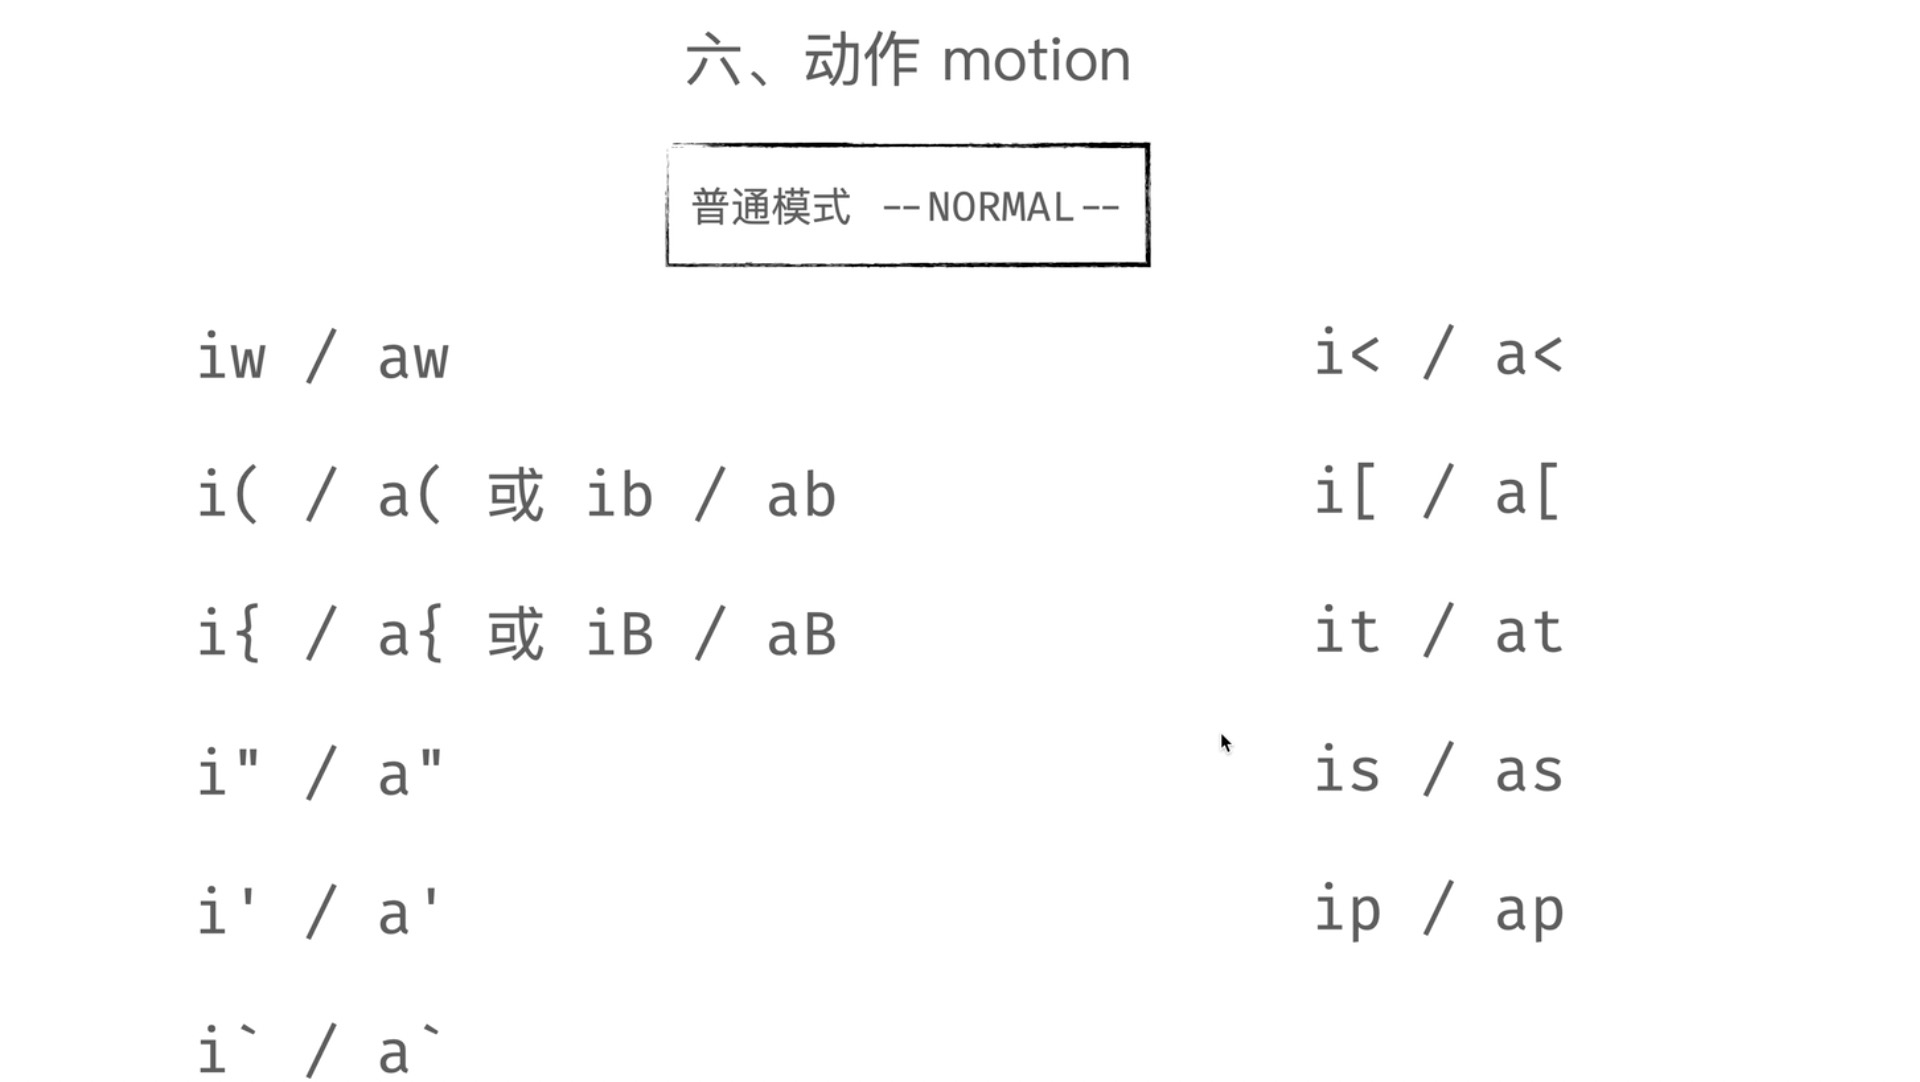 六、动作 motion
普通模式 --NORMAL--
iw / aw
i( / a( 或 ib / ab
i{ / a{ 或 iB / aB
i" / a"
i' / a'
i` / a`
i< / a<
i[ / a[
it / at
is / as
ip / ap